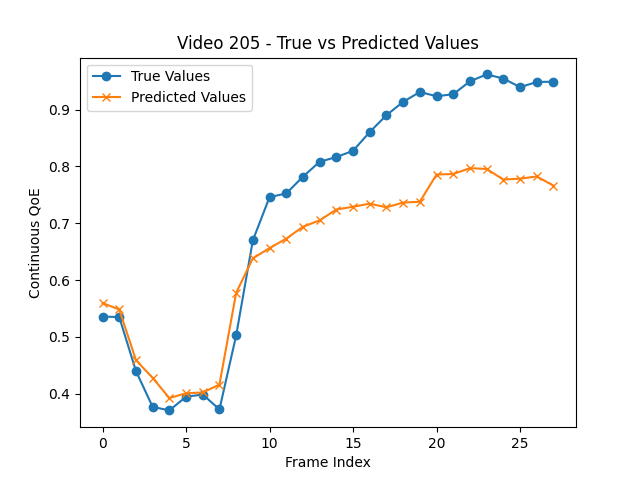 Video 205 - True vs Predicted Values
True Values
Predicted Values
Continuous QoE
0.9
0.8
0.7
0.6
0.5
0.4
0 5 10 15 20 25
Frame Index